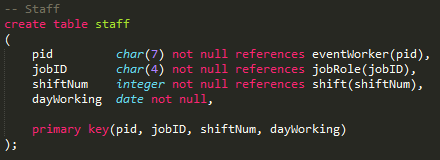 -- Staff
create table staff
(
    pid         char(7) not null references eventWorker(pid),
    jobID       char(4) not null references jobRole(jobID),
    shiftNum    integer not null references shift(shiftNum),
    dayWorking  date not null,

    primary key(pid, jobID, shiftNum, dayWorking)
);